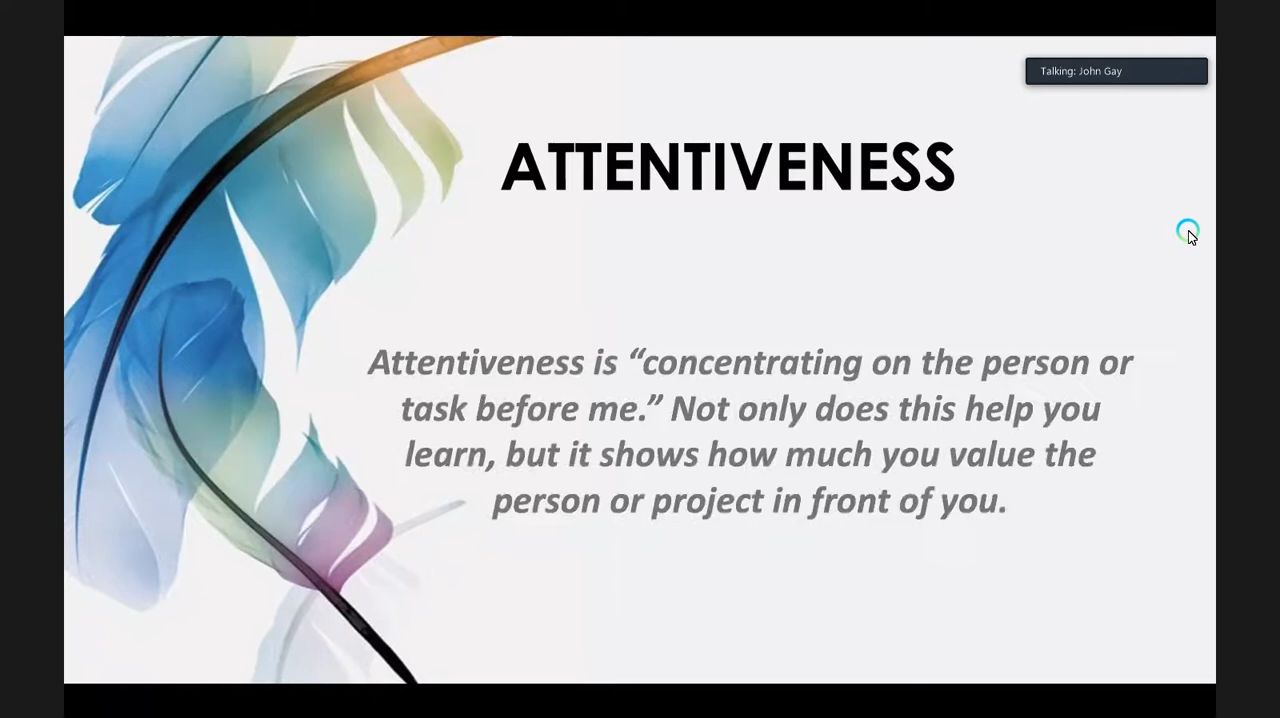 Talking: John Gay
ATTENTIVENESS
Attentiveness is “concentrating on the person or
task before me.” Not only does this help you
learn, but it shows how much you value the
person or project in front of you.